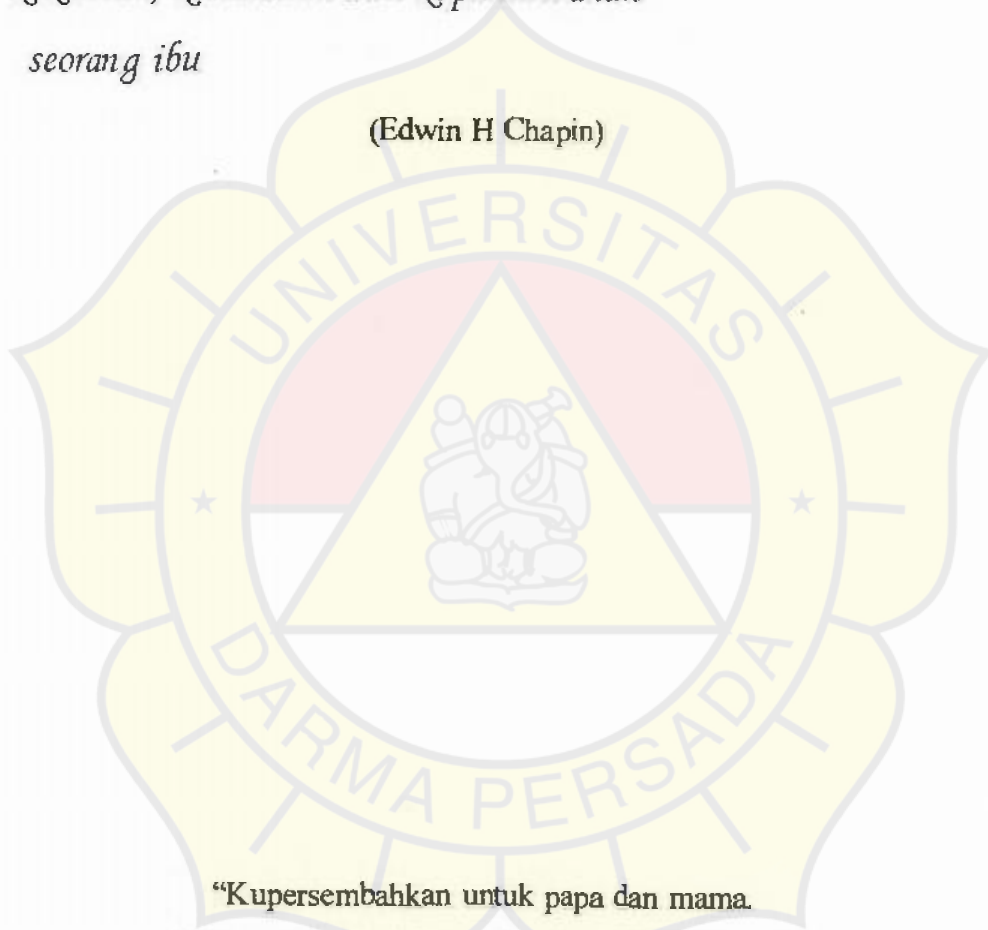 seorang ibu
(Edwin H Chapin)
UNIVERSITAS
DARMA PERSADA
“Kupersembahkan untuk papa dan mama.